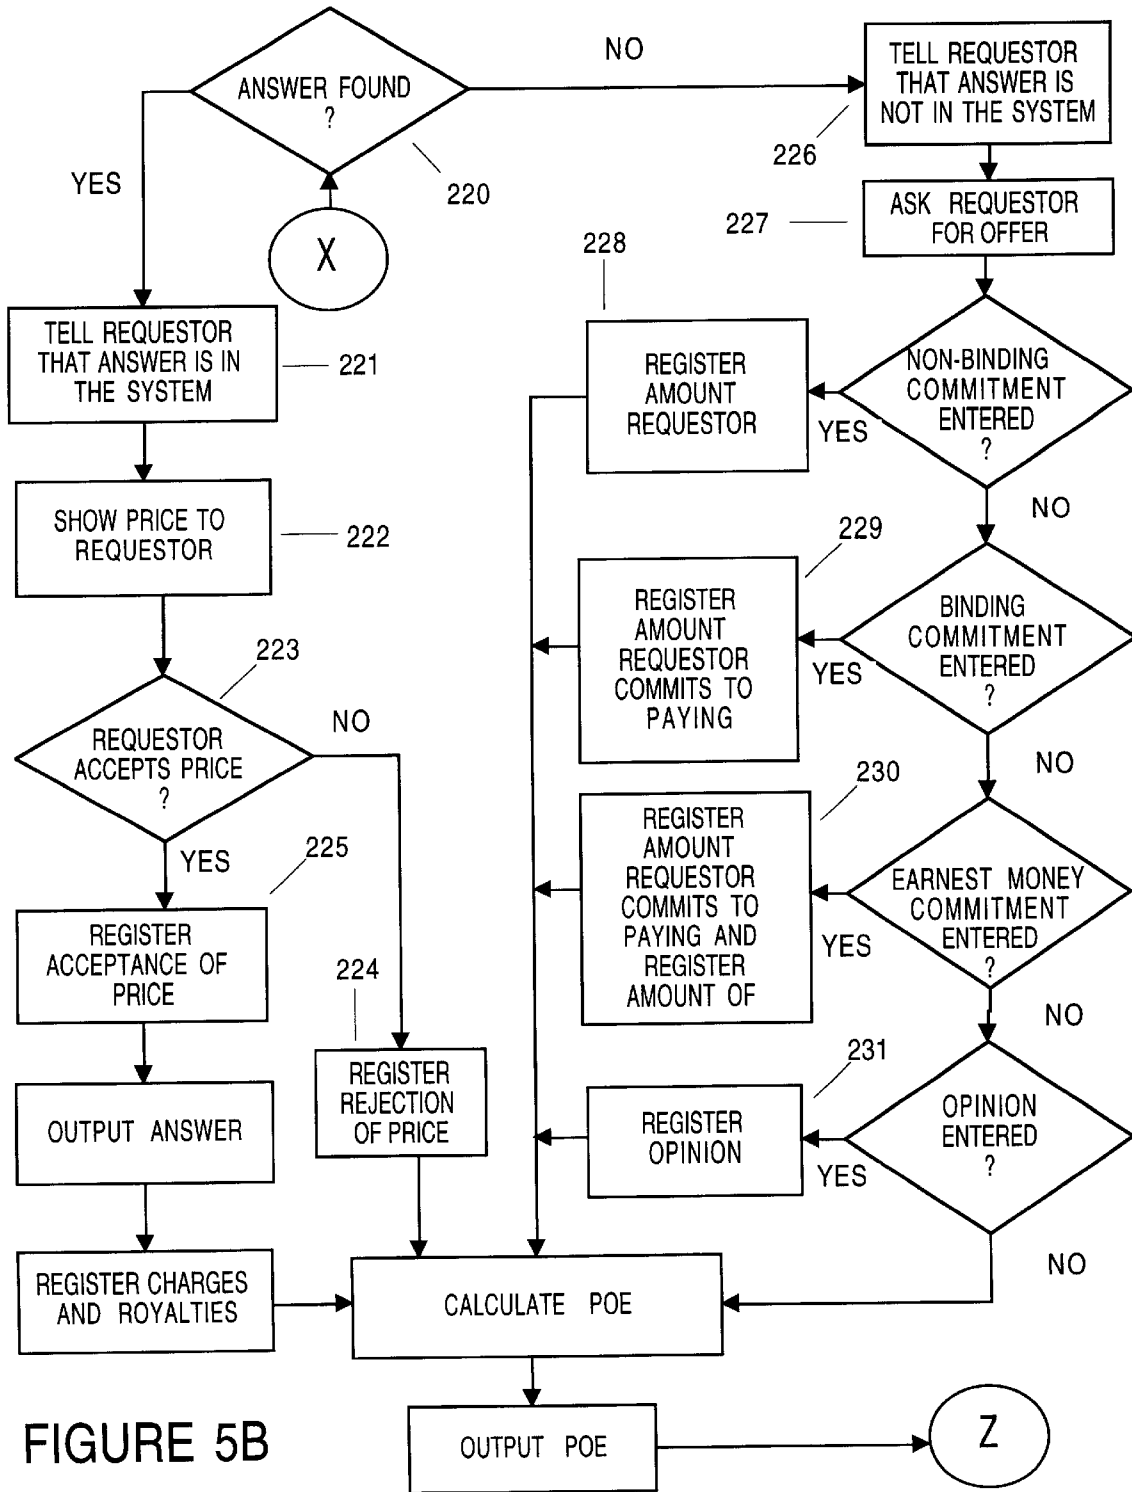 ANSWER FOUND
?
NO
TELL REQUESTOR
THAT ANSWER IS
NOT IN THE SYSTEM
226
220
YES
X
ASK REQUESTOR
FOR OFFER
227
228
TELL REQUESTOR
THAT ANSWER IS IN
THE SYSTEM
221
REGISTER
AMOUNT
REQUESTOR
YES
NON-BINDING
COMMITMENT
ENTERED
?
NO
SHOW PRICE TO
REQUESTOR
222
229
REGISTER
AMOUNT
REQUESTOR
COMMITS TO
PAYING
YES
BINDING
COMMITMENT
ENTERED
?
NO
223
REQUESTOR
ACCEPTS PRICE
?
NO
YES
230
REGISTER
AMOUNT
REQUESTOR
COMMITS TO
PAYING AND
REGISTER
AMOUNT OF
YES
EARNEST MONEY
COMMITMENT
ENTERED
?
NO
225
REGISTER
ACCEPTANCE OF
PRICE
224
REGISTER
REJECTION
OF PRICE
231
REGISTER
OPINION
YES
OPINION
ENTERED
?
NO
OUTPUT ANSWER
REGISTER CHARGES
AND ROYALTIES
CALCULATE POE
OUTPUT POE
Z
FIGURE 5B